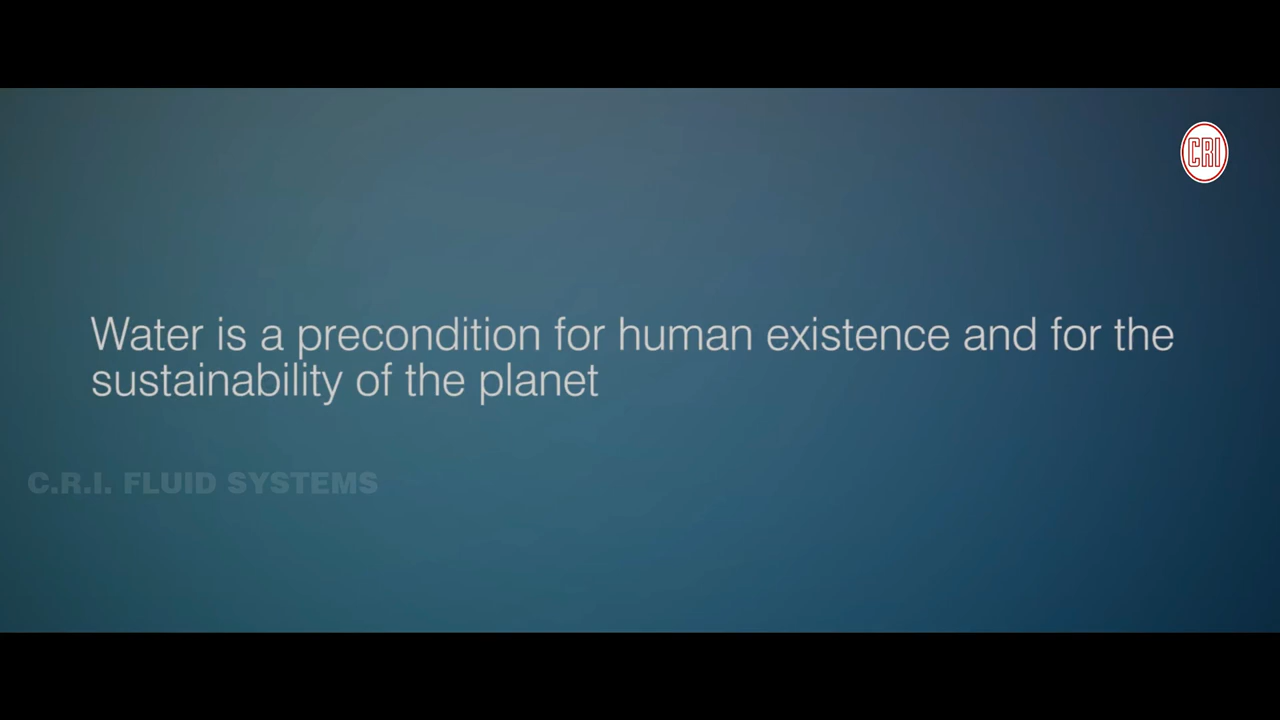 CRI
Water is a precondition for human existence and for the
sustainability of the planet
C.R.I. FLUID SYSTEMS